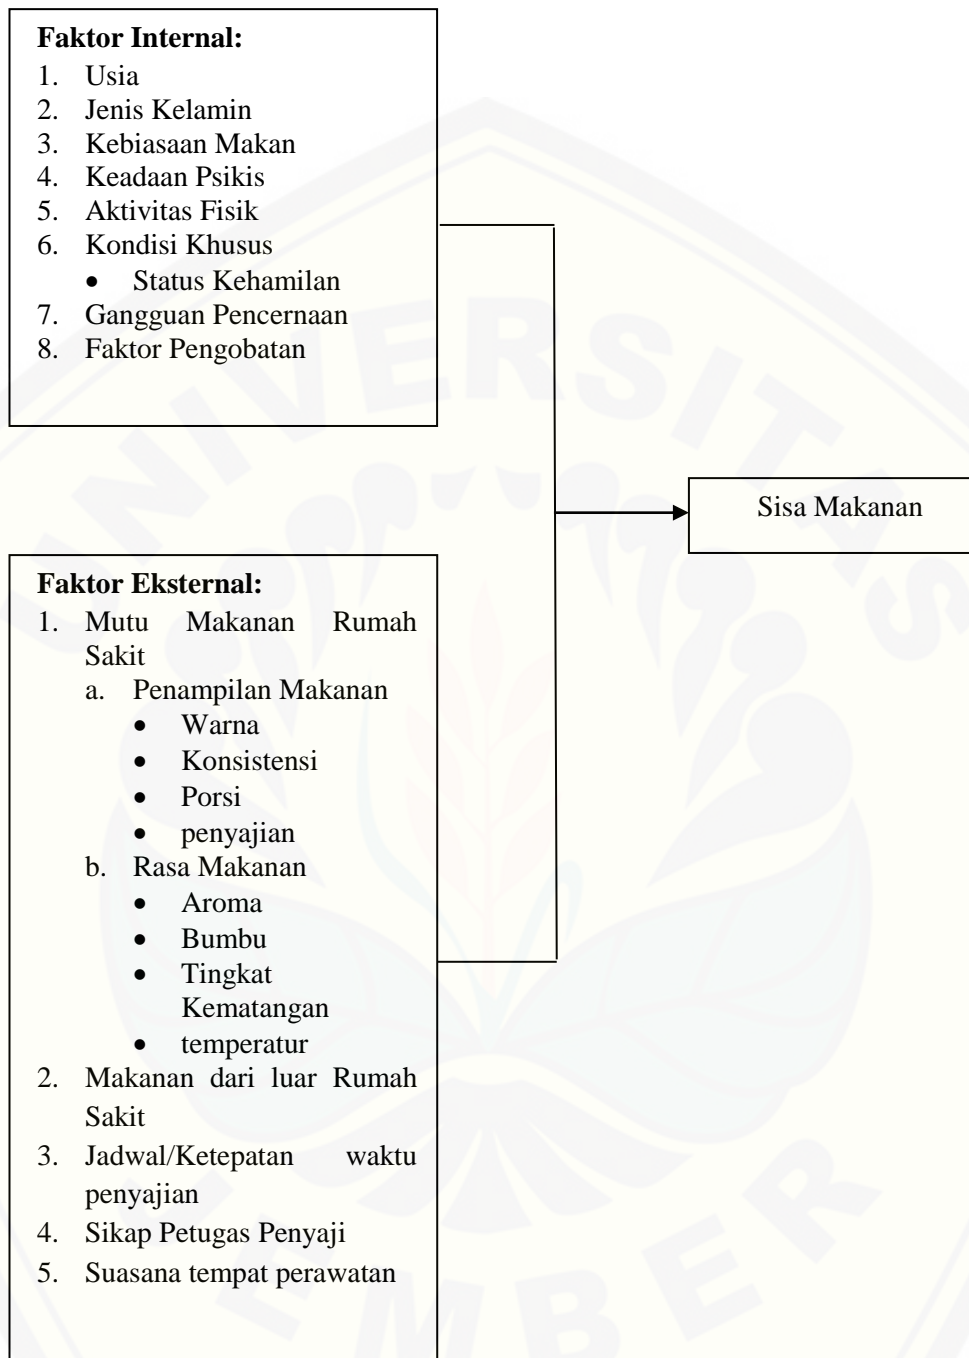 Faktor Internal:
1. Usia
2. Jenis Kelamin
3. Kebiasaan Makan
4. Keadaan Psikis
5. Aktivitas Fisik
6. Kondisi Khusus
• Status Kehamilan
7. Gangguan Pencernaan
8. Faktor Pengobatan
Sisa Makanan
Faktor Eksternal:
1. Mutu Makanan Rumah
Sakit
a. Penampilan Makanan
• Warna
• Konsistensi
• Porsi
• penyajian
b. Rasa Makanan
• Aroma
• Bumbu
• Tingkat
Kematangan
• temperatur
2. Makanan dari luar Rumah
Sakit
3. Jadwal/Ketepatan waktu
penyajian
4. Sikap Petugas Penyaji
5. Suasana tempat perawatan
UNIVERSITAS
JEMBER